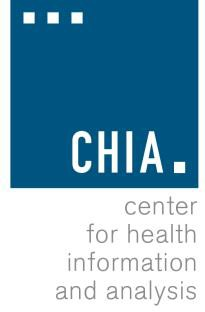 CHIA.
center
for health
information
and analysis